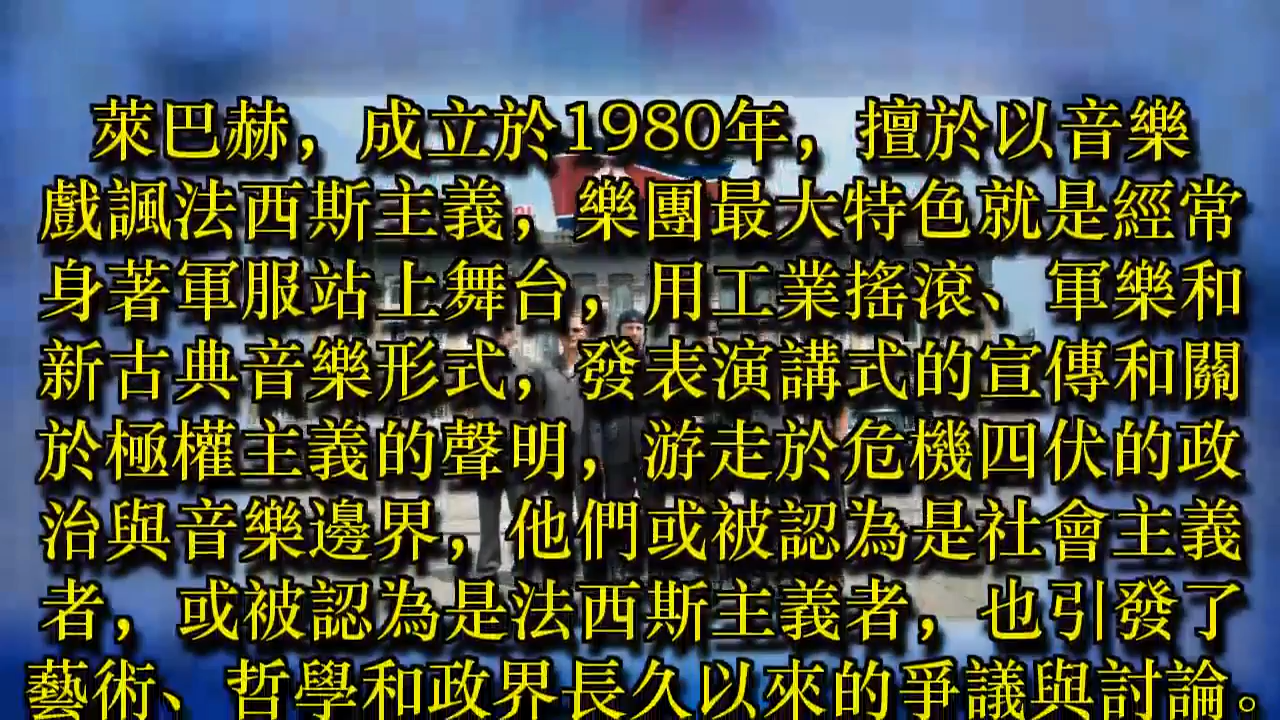 萊巴赫，成立於1980年，擅於以音樂
戲諷法西斯主義，樂團最大特色就是經常
身著軍服站上舞台，用工業搖滾、軍樂和
新古典音樂形式，發表演講式的宣傳和關
於極權主義的聲明，游走於危機四伏的政
治與音樂邊界，他們或被認為是社會主義
者，或被認為是法西斯主義者，也引發了
藝術、哲學和政界長久以來的爭議與討論。